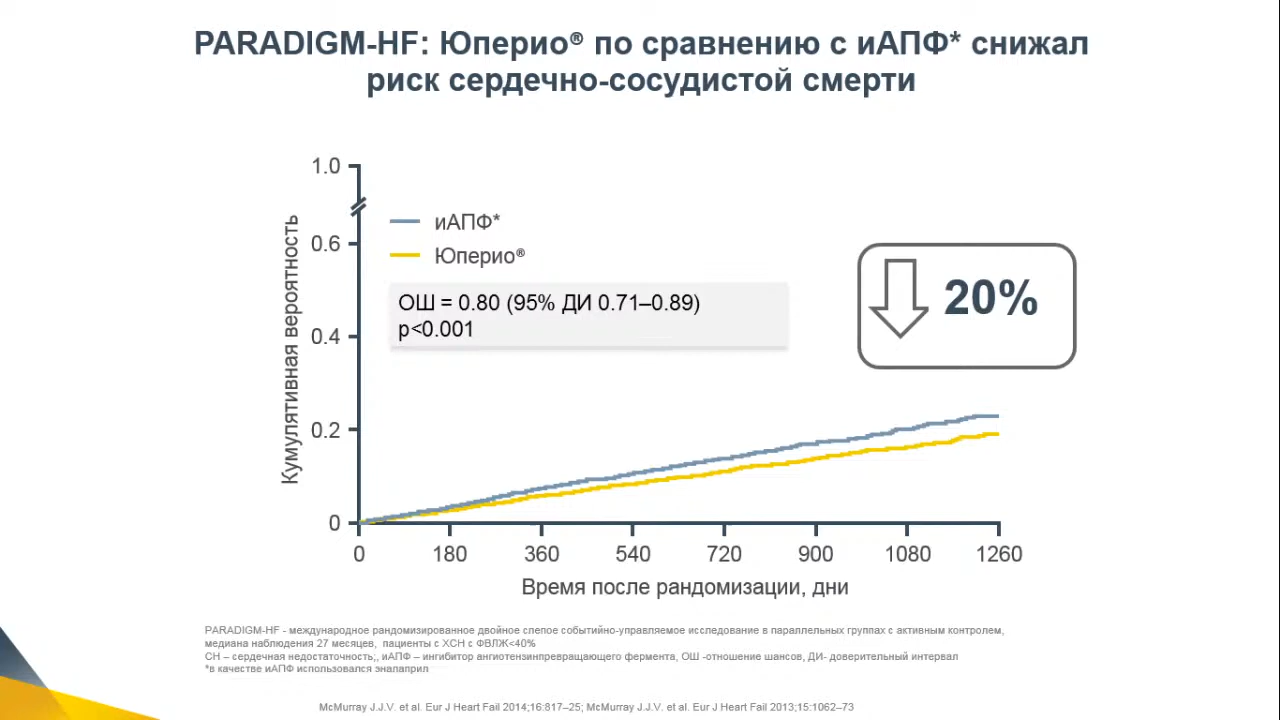 PARADIGM-HF: Юперио® по сравнению с иАПФ* снижал
риск сердечно-сосудистой смерти
1.0
0.6
0.4
0.2
0
Кумулятивная вероятность
иАПФ*
Юперио®
ОШ = 0.80 (95% ДИ 0.71–0.89)
p<0.001
20%
0 180 360 540 720 900 1080 1260
Время после рандомизации, дни
PARADIGM-HF - международное рандомизированное двойное слепое событийно-управляемое исследование в параллельных группах с активным контролем,
медиана наблюдения 27 месяцев, пациенты с ХСН с ФВЛЖ<40%
СН – сердечная недостаточность;, иАПФ – ингибитор ангиотензинпревращающего фермента, ОШ -отношение шансов, ДИ- доверительный интервал
*в качестве иАПФ использовался эналаприл
McMurray J.J.V. et al. Eur J Heart Fail 2014;16:817–25; McMurray J.J.V. et al. Eur J Heart Fail 2013;15:1062–73